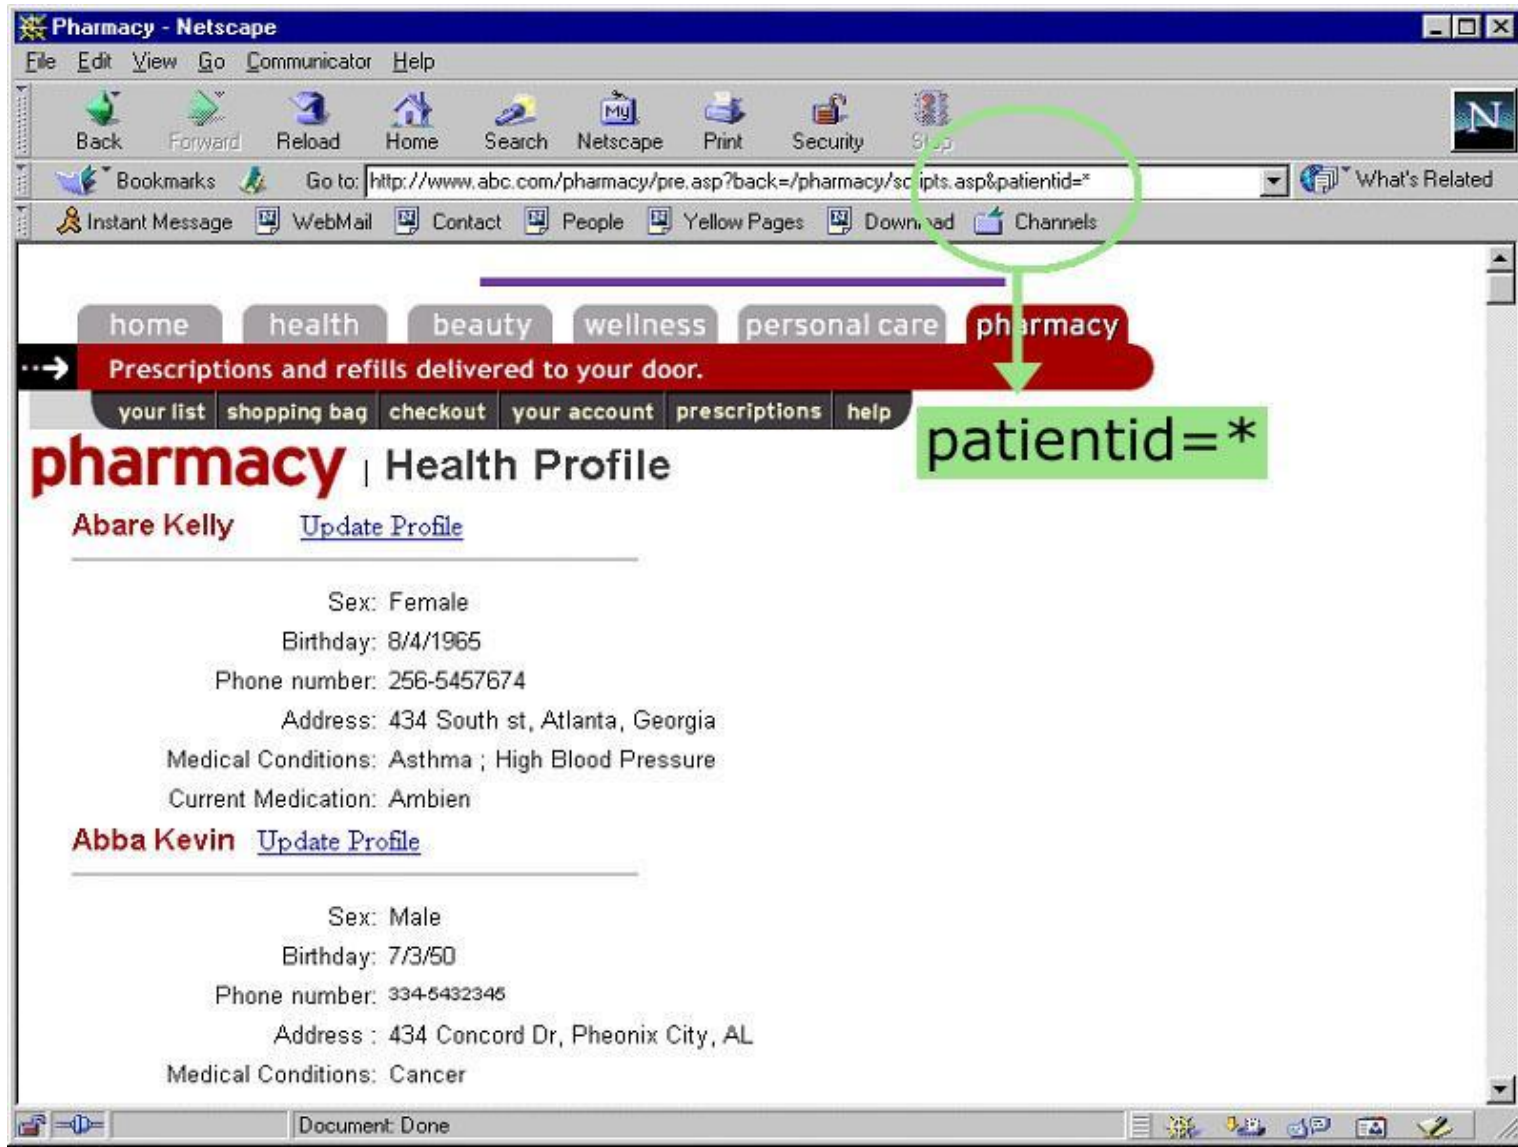 Pharmacy - Netscape
File Edit View Go Communicator Help
My
N
Back Forward Reload Home Search Netscape Print Security Stop
Bookmarks Go to: http://www.abc.com/pharmacy/pre.asp?back=/pharmacy/scripts.asp&patientid=* What's Related
Instant Message WebMail Contact People Yellow Pages Download Channels
home health beauty wellness personal care pharmacy
Prescriptions and refills delivered to your door.
your list shopping bag checkout your account prescriptions help
patientid=*
pharmacy | Health Profile
Abare Kelly Update Profile
Sex: Female
Birthday: 8/4/1965
Phone number: 256-5457674
Address: 434 South st, Atlanta, Georgia
Medical Conditions: Asthma ; High Blood Pressure
Current Medication: Ambien
Abba Kevin Update Profile
Sex: Male
Birthday: 7/3/50
Phone number: 334-5432345
Address : 434 Concord Dr, Pheonix City, AL
Medical Conditions: Cancer
Document: Done